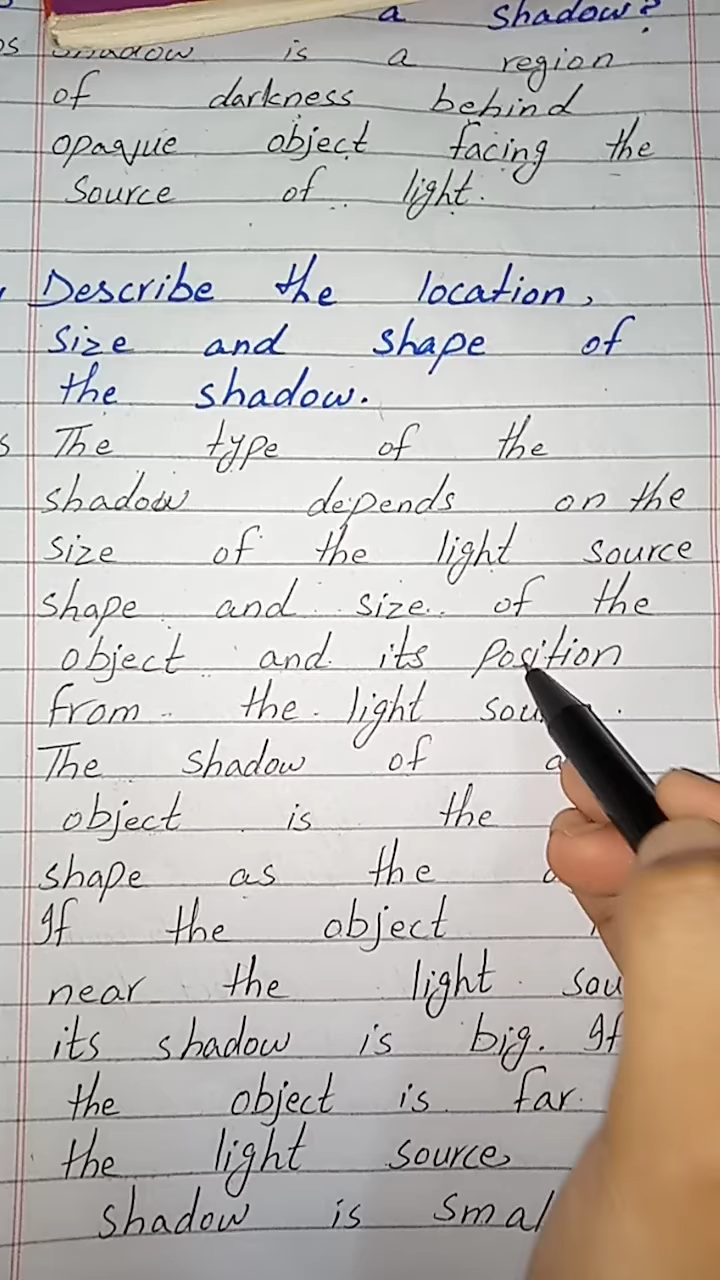 a shadow?
shadow is a region
of darkness behind
opaque object facing the
source of light.
Describe the location,
size and shape of
the shadow.
The type of the
shadow depends on the
size of the light source
shape and size of the
object and its position
from the light
The shadow of
object is the
shape as the
If the object
near the light
its shadow is big. If
the object is far
the light source
shadow is